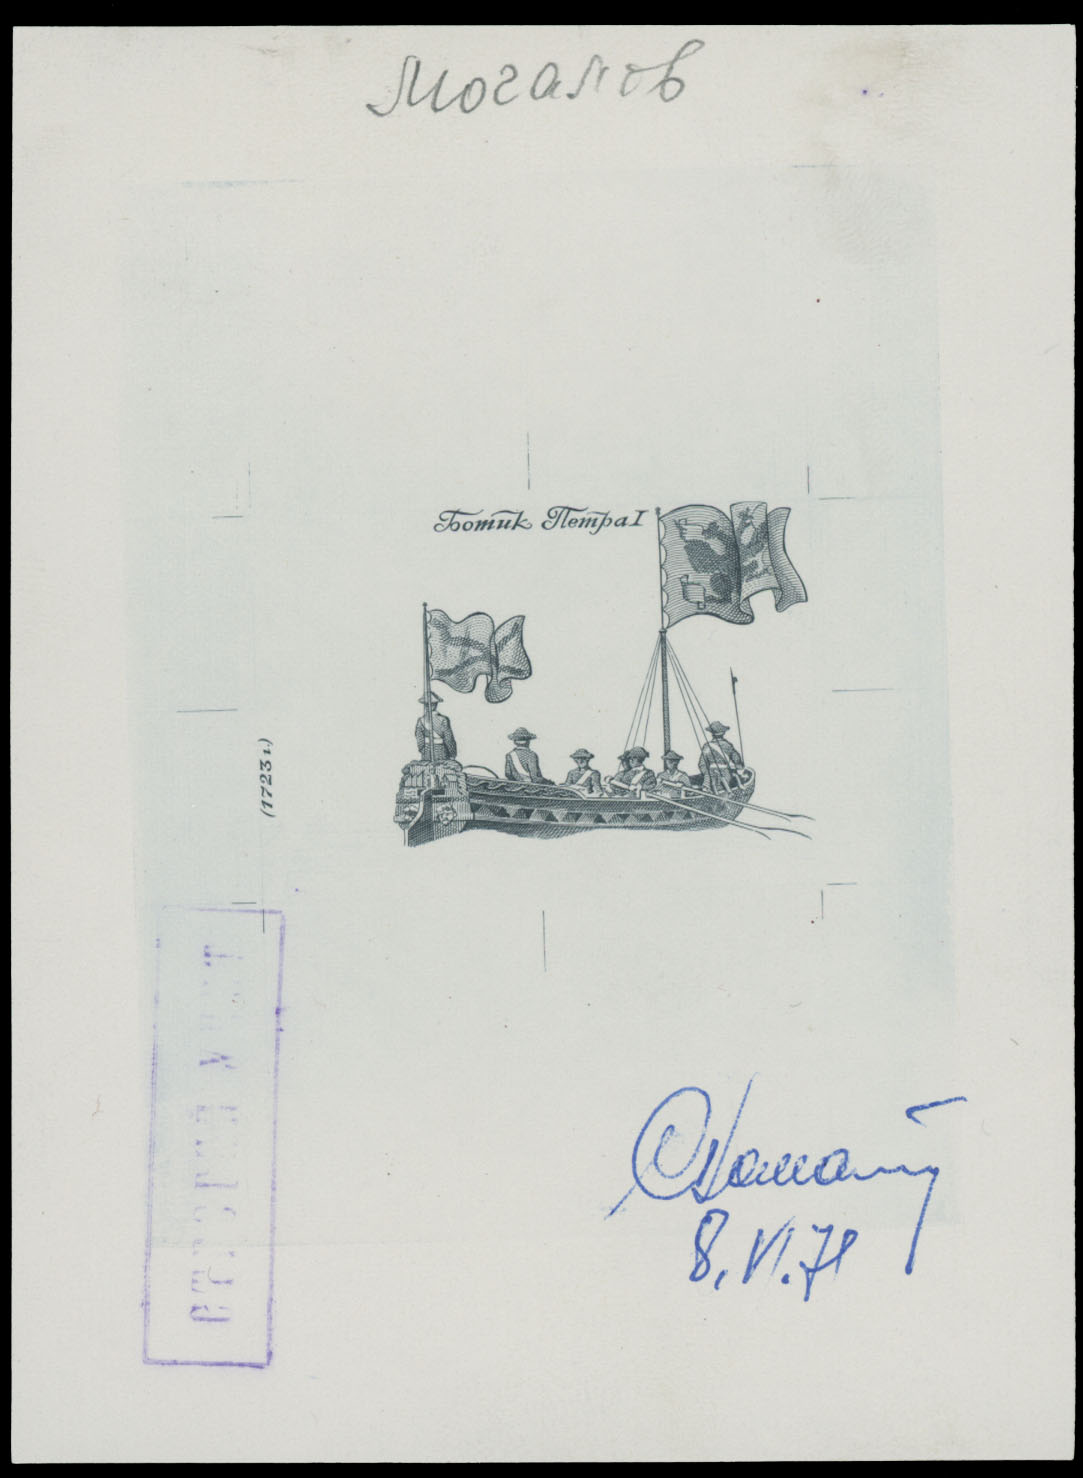 Могалов
Ботик Петра I
(1723 г.)
8.VI.71